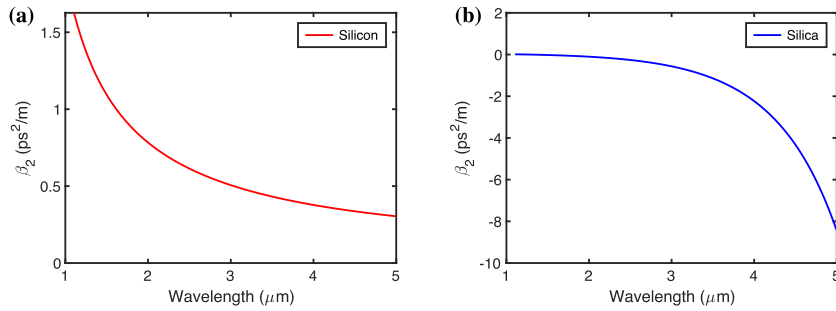 (a)
1.5
1
0.5
0
β2 (ps²/m)
Silicon
1 2 3 4 5
Wavelength (μm)
(b)
2
0
-2
-4
-6
-8
-10
β2 (ps²/m)
Silica
1 2 3 4 5
Wavelength (μm)